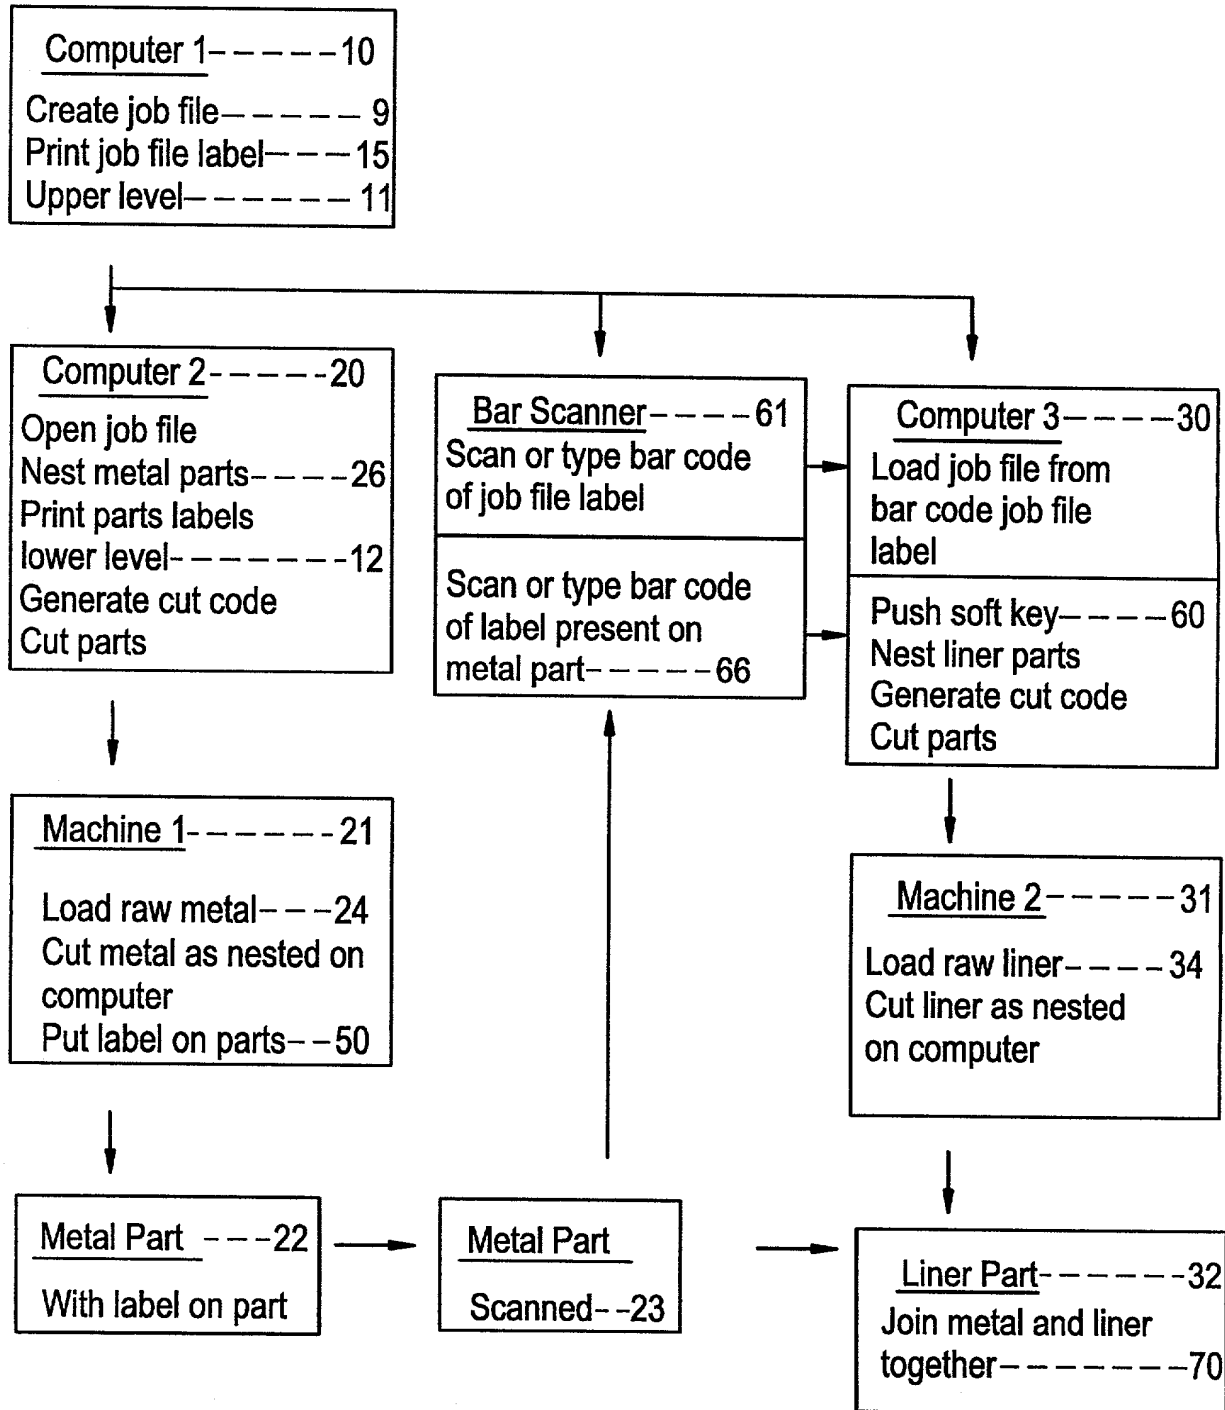 Computer 1------10
Create job file------ 9
Print job file label----15
Upper level-------11
Computer 2------20
Open job file
Nest metal parts----26
Print parts labels
lower level-------12
Generate cut code
Cut parts
Bar Scanner----61
Scan or type bar code
of job file label
Scan or type bar code
of label present on
metal part-----66
Computer 3----30
Load job file from
bar code job file
label
Push soft key----60
Nest liner parts
Generate cut code
Cut parts
Machine 1------21
Load raw metal---24
Cut metal as nested on
computer
Put label on parts--50
Machine 2-----31
Load raw liner----34
Cut liner as nested
on computer
Metal Part ---22
With label on part
Metal Part
Scanned--23
Liner Part------32
Join metal and liner
together-------70